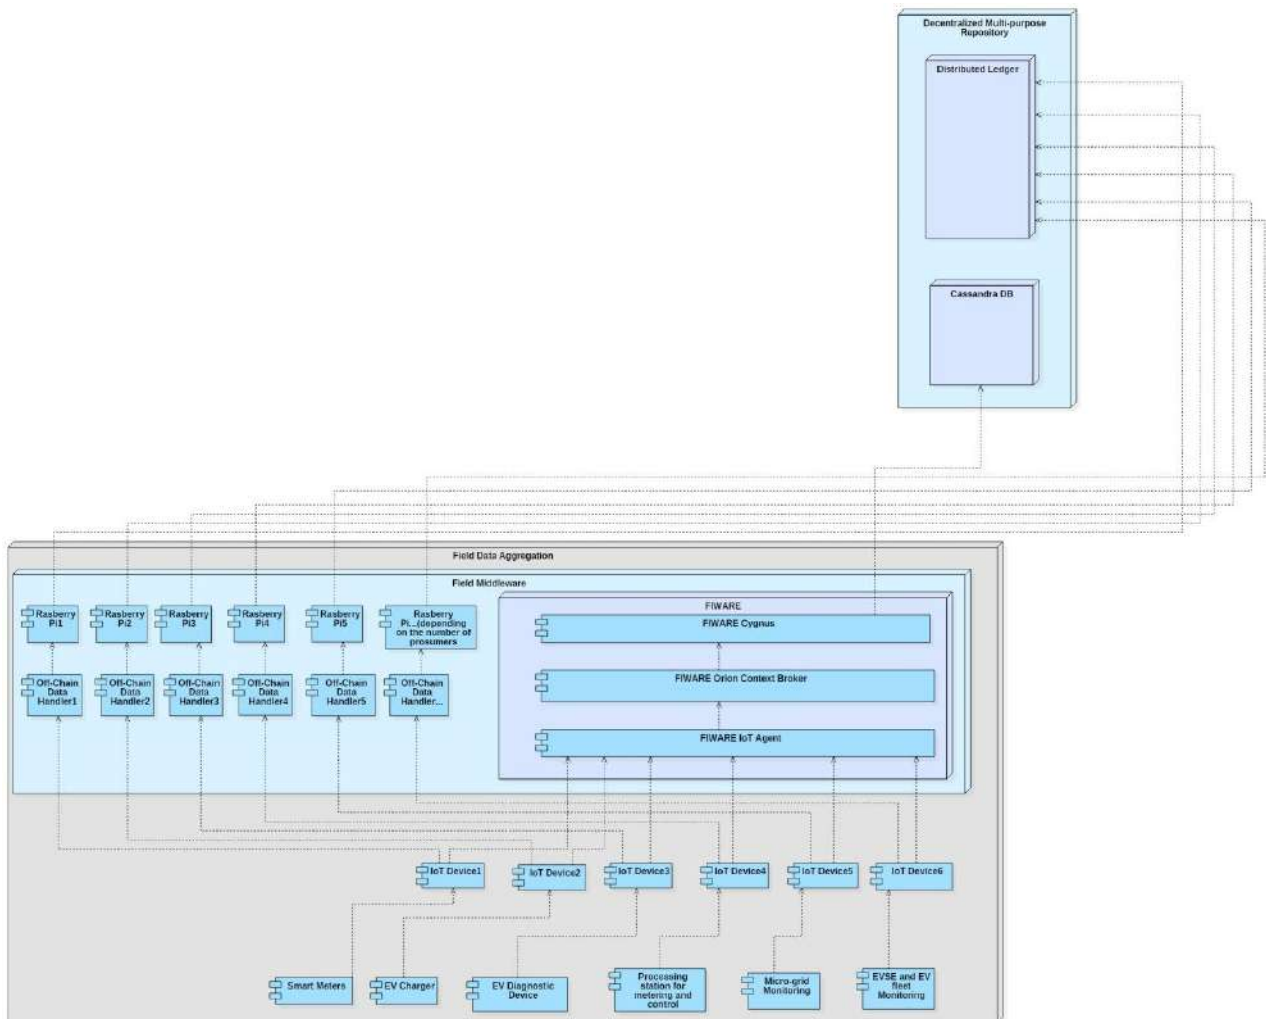 Decentralized Multi-purpose
Repository
Distributed Ledger
Cassandra DB
Field Data Aggregation
Field Middleware
Rasberry
Pi1
Rasberry
Pi2
Rasberry
Pi3
Rasberry
Pi4
Rasberry
Pi5
Rasberry
Pi...(depending
on the number of
prosumers
FIWARE
FIWARE Cygnus
Off-Chain
Data
Handler1
Off-Chain
Data
Handler2
Off-Chain
Data
Handler3
Off-Chain
Data
Handler4
Off-Chain
Data
Handler5
Off-Chain
Data
Handler...
FIWARE Orion Context Broker
FIWARE IoT Agent
IoT Device1
IoT Device2
IoT Device3
IoT Device4
IoT Device5
IoT Device6
Smart Meters
EV Charger
EV Diagnostic
Device
Processing
station for
metering and
control
Micro-grid
Monitoring
EVSE and EV
fleet
Monitoring